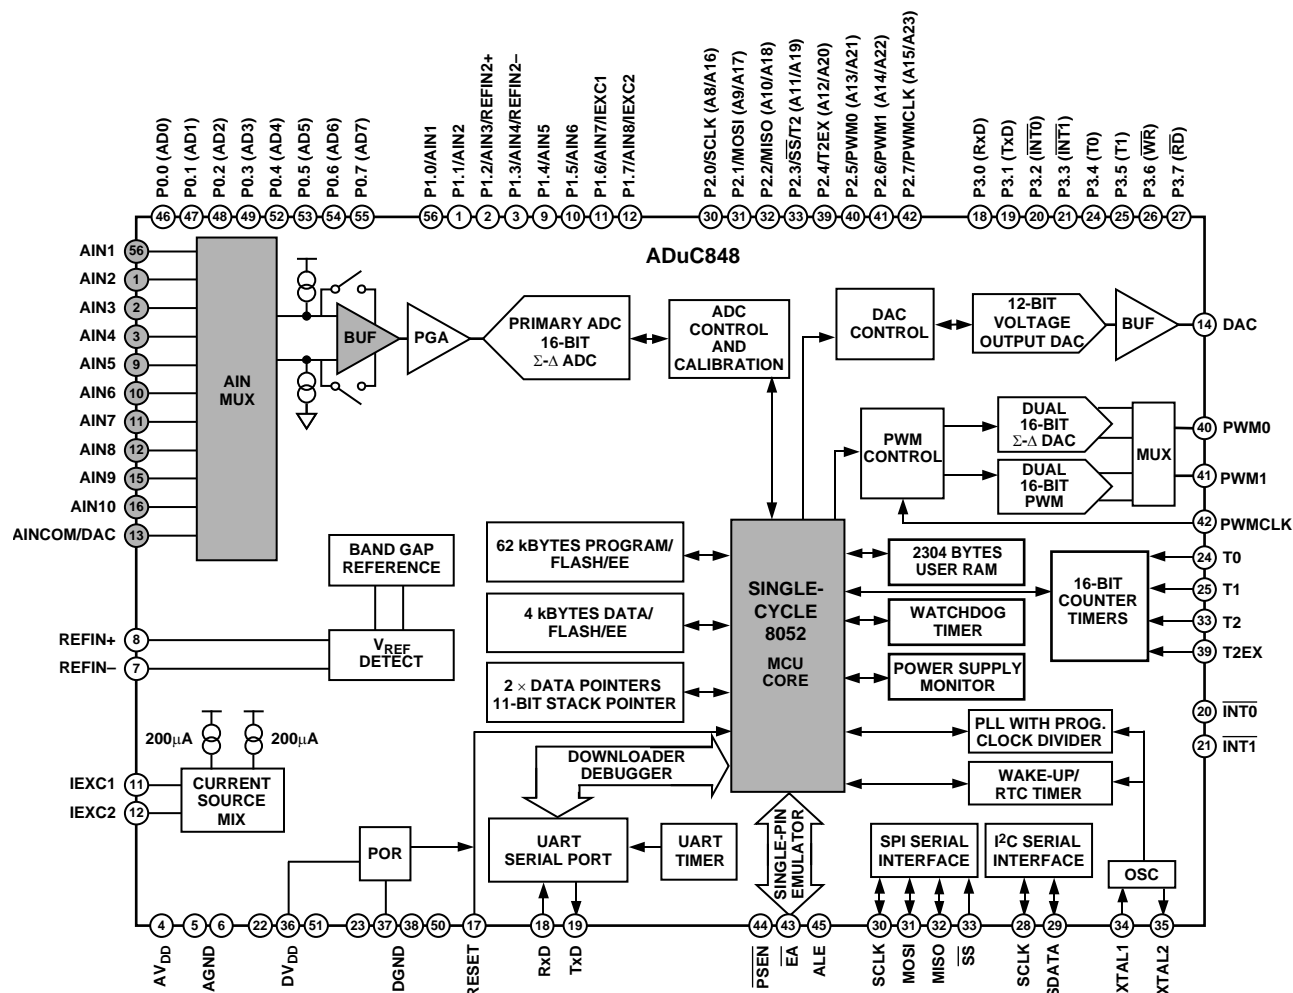 P0.0 (AD0)
P0.1 (AD1)
P0.2 (AD2)
P0.3 (AD3)
P0.4 (AD4)
P0.5 (AD5)
P0.6 (AD6)
P0.7 (AD7)
P1.0/AIN1
P1.1/AIN2
P1.2/AIN3/REFIN2+
P1.3/AIN4/REFIN2–
P1.4/AIN5
P1.5/AIN6
P1.6/AIN7/IEXC1
P1.7/AIN8/IEXC2
P2.0/SCLK (A8/A16)
P2.1/MOSI (A9/A17)
P2.2/MISO (A10/A18)
P2.3/SS/T2 (A11/A19)
P2.4/T2EX (A12/A20)
P2.5/PWM0 (A13/A21)
P2.6/PWM1 (A14/A22)
P2.7/PWMCLK (A15/A23)
P3.0 (RxD)
P3.1 (TxD)
P3.2 (INT0)
P3.3 (INT1)
P3.4 (T0)
P3.5 (T1)
P3.6 (WR)
P3.7 (RD)
46 47 48 49 52 53 54 55
56 1 2 3 9 10 11 12
30 31 32 33 39 40 41 42
18 19 20 21 24 25 26 27
ADuC848
AIN1 56
AIN2 1
AIN3 2
AIN4 3
AIN5 9
AIN6 10
AIN7 11
AIN8 12
AIN9 15
AIN10 16
AINCOM/DAC 13
AIN
MUX
BUF
PGA
PRIMARY ADC
16-BIT
Σ-Δ ADC
ADC
CONTROL
AND
CALIBRATION
DAC
CONTROL
12-BIT
VOLTAGE
OUTPUT DAC
BUF
14 DAC
PWM
CONTROL
DUAL
16-BIT
Σ-Δ DAC
DUAL
16-BIT
PWM
MUX
40 PWM0
41 PWM1
42 PWMCLK
BAND GAP
REFERENCE
VREF
DETECT
REFIN+ 8
REFIN– 7
62 kBYTES PROGRAM/
FLASH/EE
4 kBYTES DATA/
FLASH/EE
2 × DATA POINTERS
11-BIT STACK POINTER
SINGLE-
CYCLE
8052
MCU
CORE
2304 BYTES
USER RAM
WATCHDOG
TIMER
POWER SUPPLY
MONITOR
16-BIT
COUNTER
TIMERS
24 T0
25 T1
33 T2
39 T2EX
20 INT0
21 INT1
PLL WITH PROG.
CLOCK DIVIDER
WAKE-UP/
RTC TIMER
200μA 200μA
IEXC1 11
IEXC2 12
CURRENT
SOURCE
MIX
DOWNLOADER
DEBUGGER
POR
UART
SERIAL PORT
UART
TIMER
SINGLE-PIN
EMULATOR
SPI SERIAL
INTERFACE
I2C SERIAL
INTERFACE
OSC
4 5 6 22 36 51 23 37 38 50 17 18 19 44 43 45 30 31 32 33 28 29 34 35
AVDD
AGND
DVDD
DGND
RESET
RxD
TxD
PSEN
EA
ALE
SCLK
MOSI
MISO
SS
SCLK
SDATA
XTAL1
XTAL2